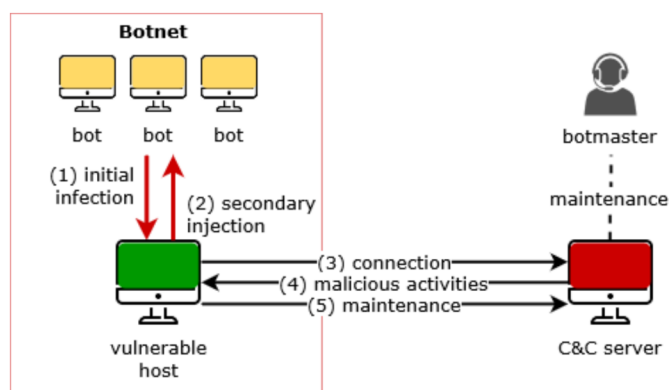 Botnet
bot
bot
bot
(1) initial
infection
(2) secondary
injection
botmaster
maintenance
(3) connection
(4) malicious activities
(5) maintenance
vulnerable
host
C&C server